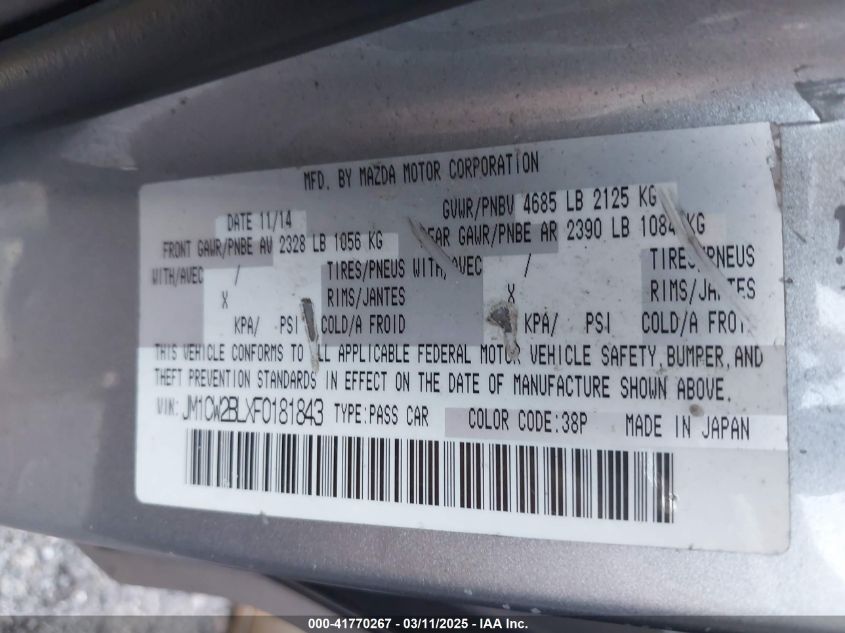 MFD. BY MAZDA MOTOR CORPORATION
DATE 11/14 GVWR/PNBV 4685 LB 2125 KG
FRONT GAWR/PNBE AV 2328 LB 1056 KG REAR GAWR/PNBE AR 2390 LB 1084 KG
WITH/AVEC / TIRES/PNEUS WITH/AVEC / TIRES/PNEUS
X RIMS/JANTES X RIMS/JANTES
KPA/ PSI COLD/A FROID KPA/ PSI COLD/A FROID
THIS VEHICLE CONFORMS TO ALL APPLICABLE FEDERAL MOTOR VEHICLE SAFETY, BUMPER, AND
THEFT PREVENTION STANDARDS IN EFFECT ON THE DATE OF MANUFACTURE SHOWN ABOVE.
VIN: JM1CW2BLXF0181843 TYPE:PASS CAR COLOR CODE:38P MADE IN JAPAN
000-41770267 - 03/11/2025 - IAA Inc.